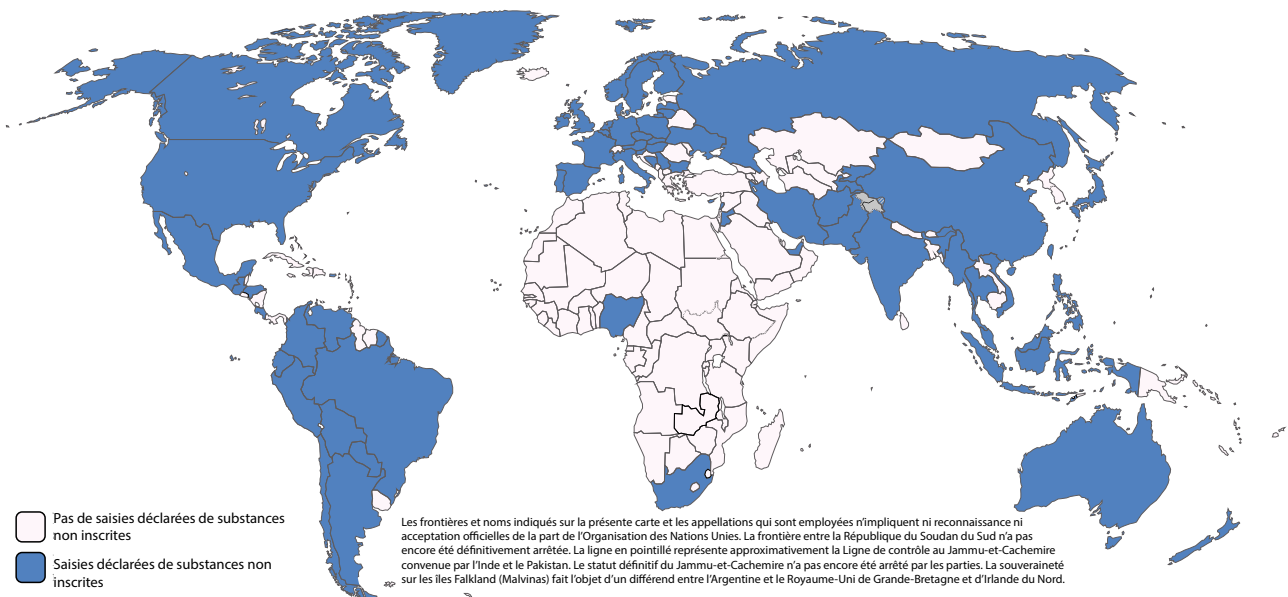 Pas de saisies déclarées de substances
non inscrites
Saisies déclarées de substances non
inscrites
Les frontières et noms indiqués sur la présente carte et les appellations qui sont employées n’impliquent ni reconnaissance ni
acceptation officielles de la part de l’Organisation des Nations Unies. La frontière entre la République du Soudan du Sud n’a pas
encore été définitivement arrêtée. La ligne en pointillé représente approximativement la Ligne de contrôle au Jammu-et-Cachemire
convenue par l’Inde et le Pakistan. Le statut définitif du Jammu-et-Cachemire n’a pas encore été arrêté par les parties. La souveraineté
sur les îles Falkland (Malvinas) fait l’objet d’un différend entre l’Argentine et le Royaume-Uni de Grande-Bretagne et d’Irlande du Nord.